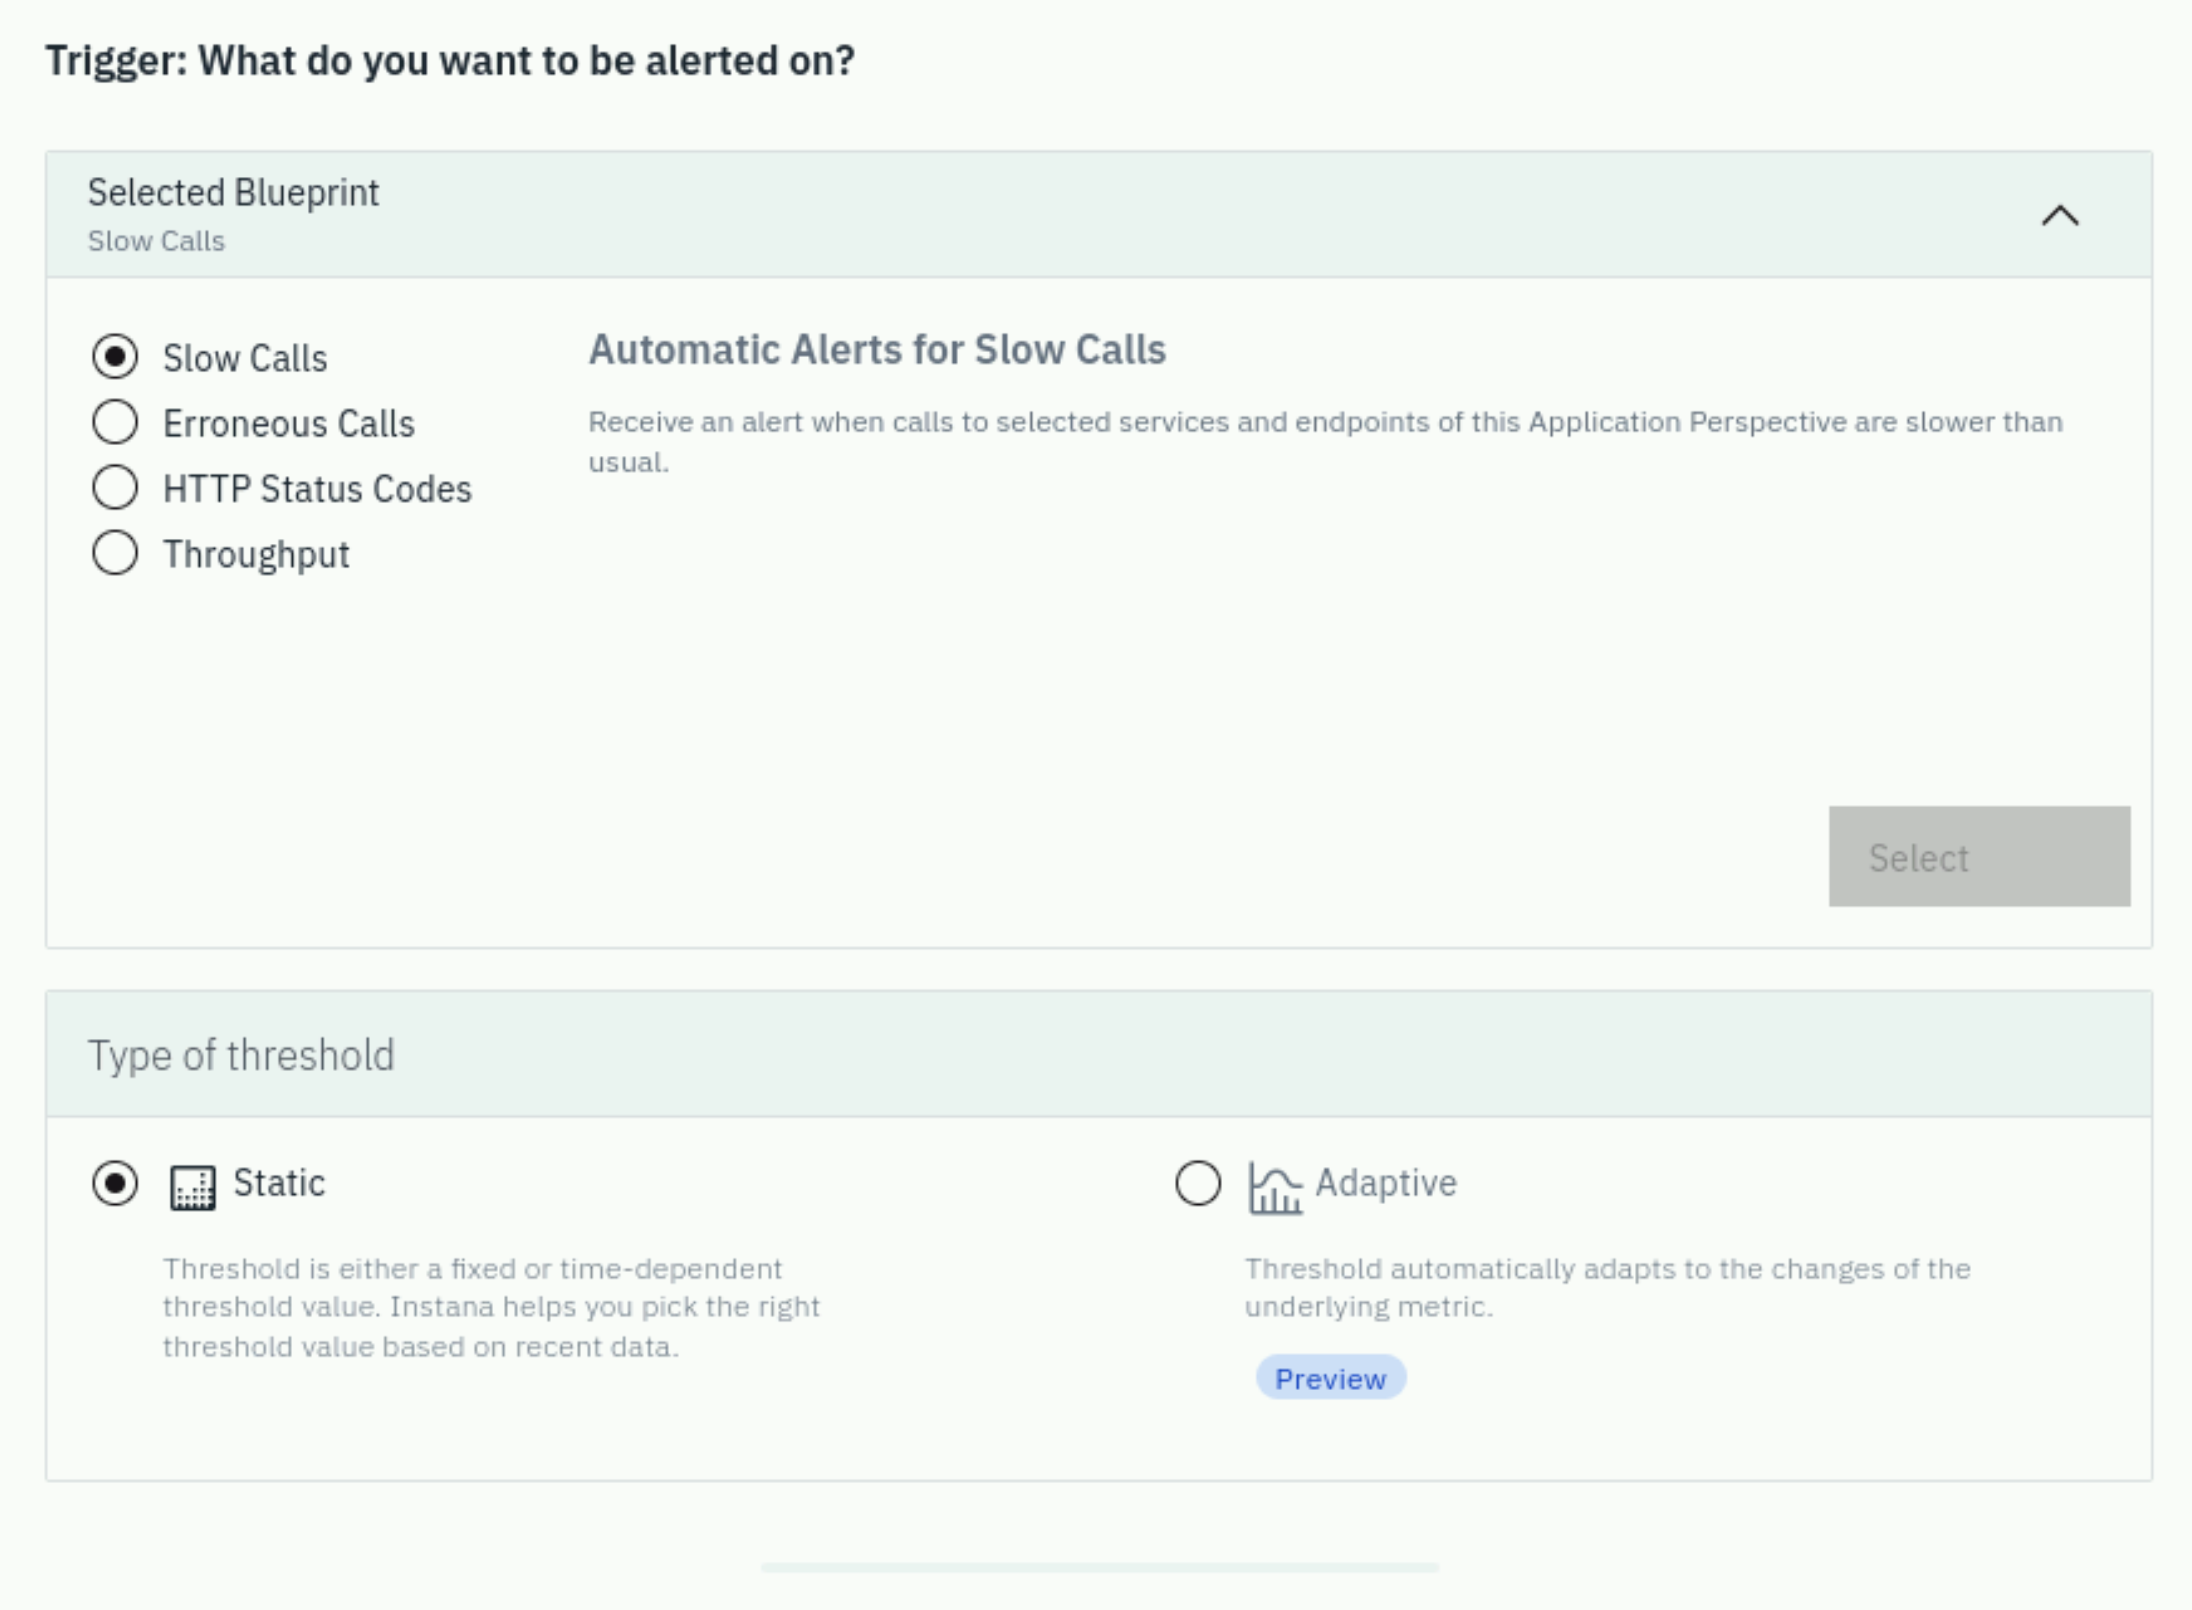 Trigger: What do you want to be alerted on?
Selected Blueprint
Slow Calls
Slow Calls
Erroneous Calls
HTTP Status Codes
Throughput
Automatic Alerts for Slow Calls
Receive an alert when calls to selected services and endpoints of this Application Perspective are slower than
usual.
Select
Type of threshold
Static
Threshold is either a fixed or time-dependent
threshold value. Instana helps you pick the right
threshold value based on recent data.
Adaptive
Threshold automatically adapts to the changes of the
underlying metric.
Preview